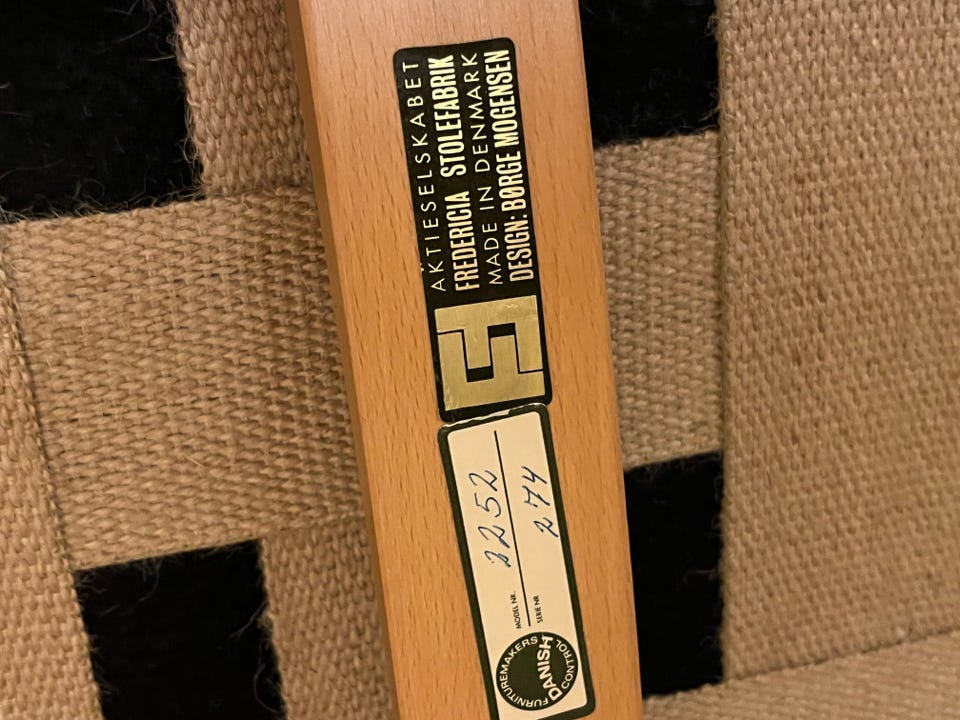 AKTIESELSKABET
FREDERICIA STOLEFABRIK
MADE IN DENMARK
DESIGN: BØRGE MOGENSEN
MODEL NR. 2252
SERIE NR 274
FURNITUREMAKERS
DANISH
CONTROL